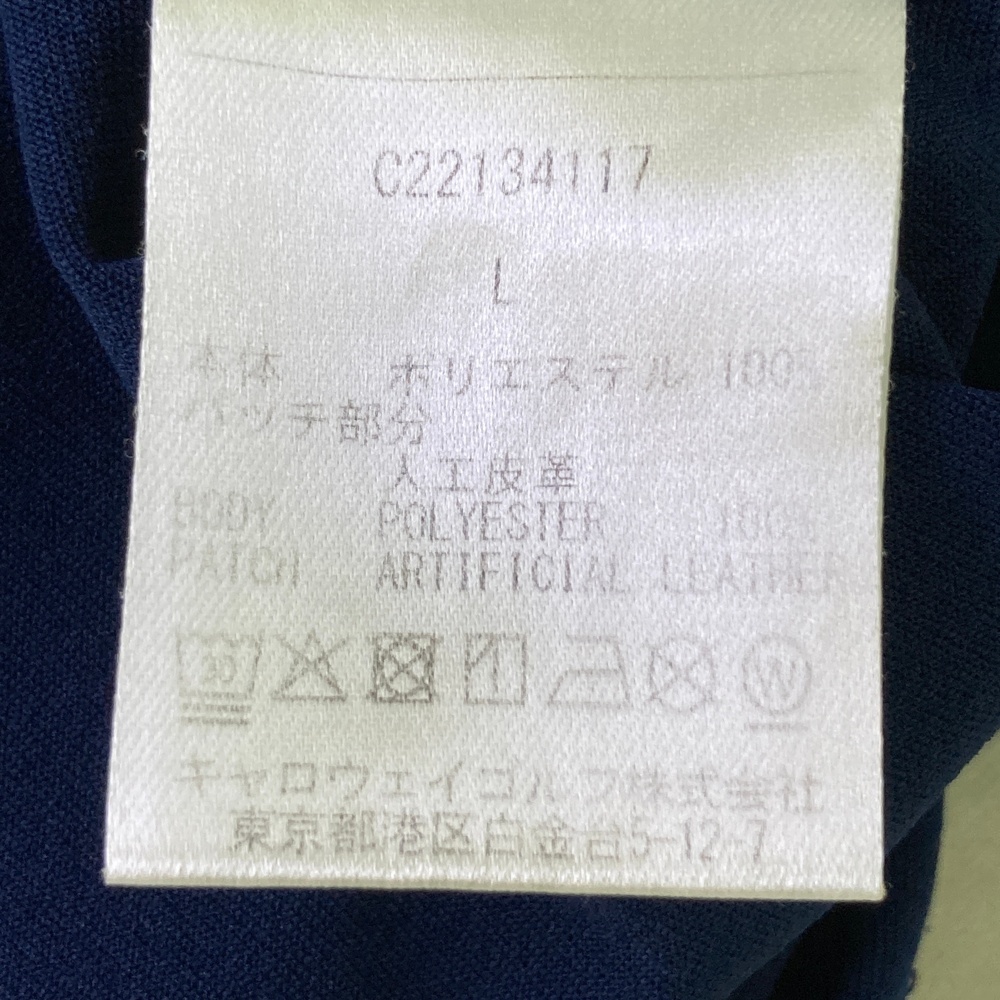 C22134117
L
本体 ポリエステル 100%
パッチ部分
人工皮革
BODY POLYESTER 100%
PATCH ARTIFICIAL LEATHER
30
W
キャロウェイゴルフ株式会社
東京都港区白金台5-12-7